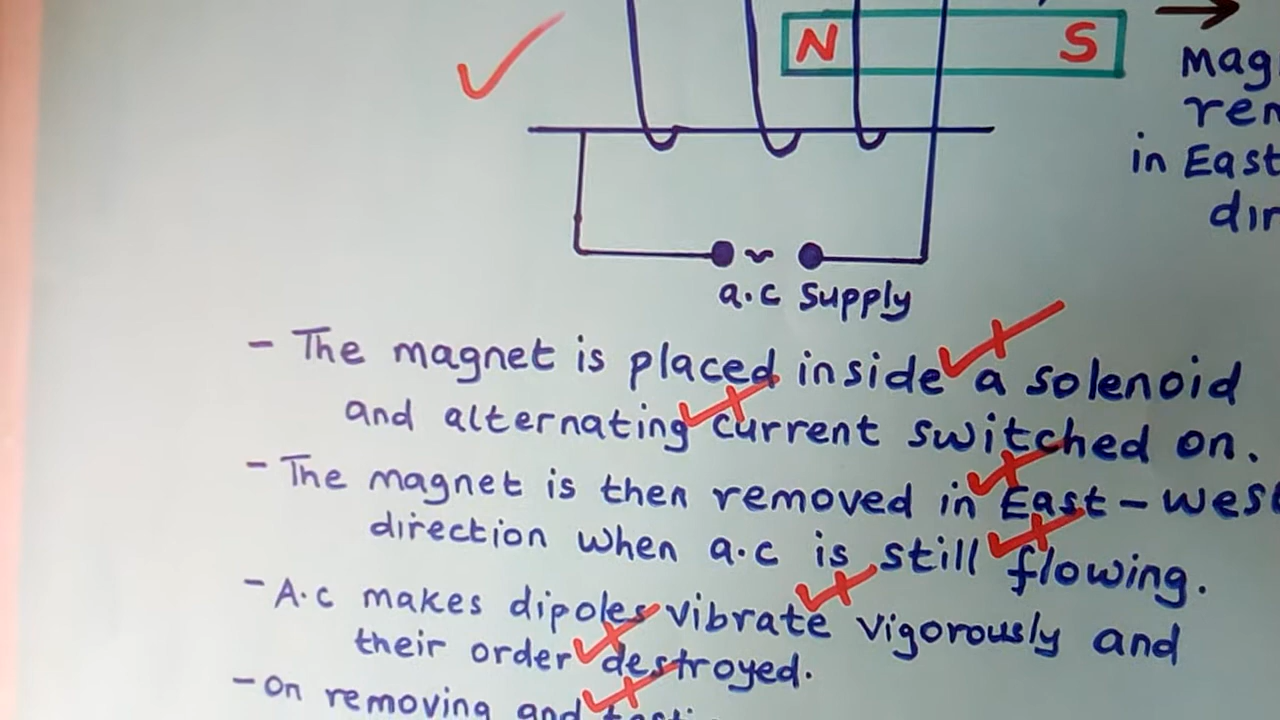 N S
Mag
rem
in East
dir
a.c supply
- The magnet is placed inside a solenoid
and alternating current switched on.
- The magnet is then removed in East-West
direction when a.c is still flowing.
- A.c makes dipoles vibrate vigorously and
their order destroyed.
- On removing and